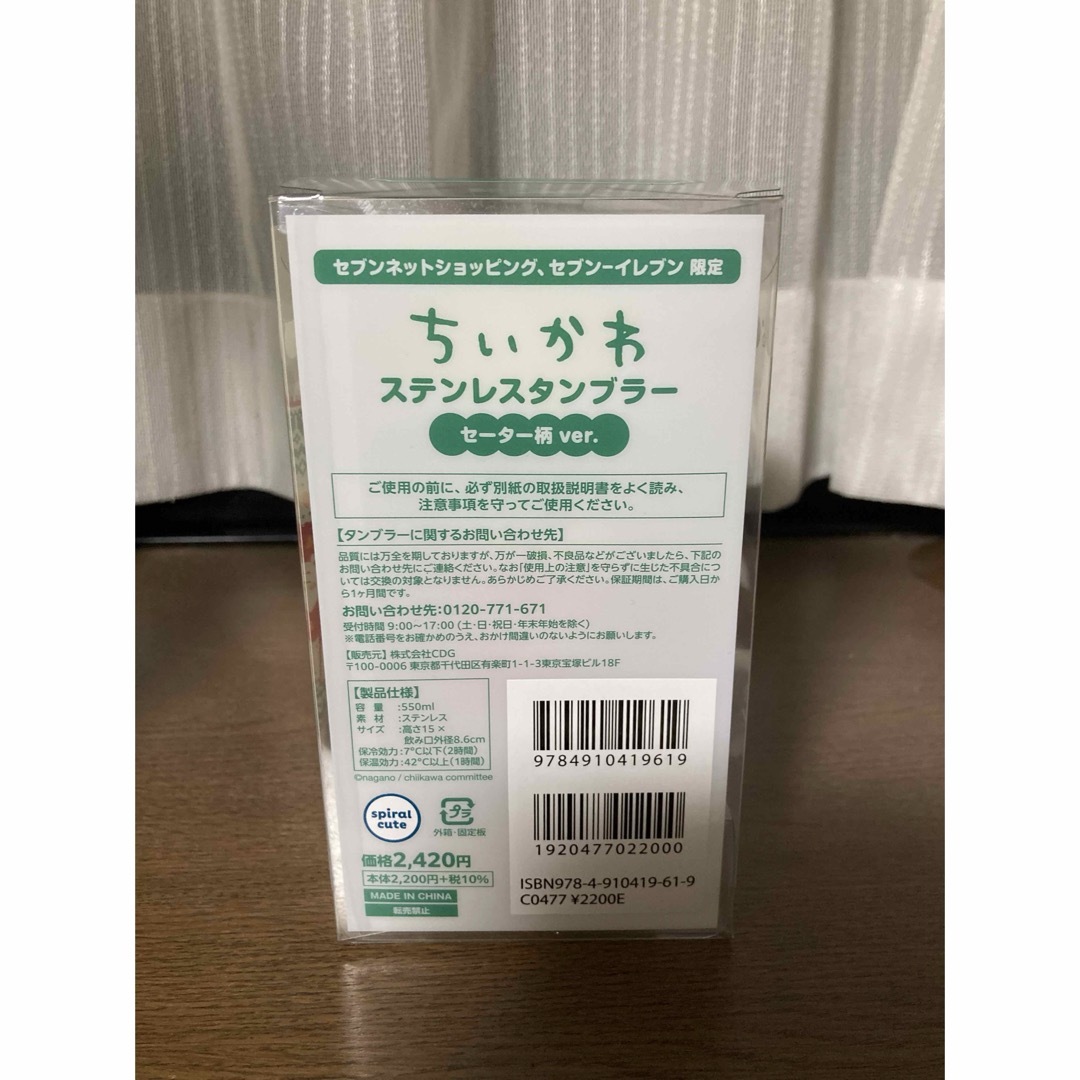 セブンネットショッピング、セブン-イレブン 限定
ちいかわ
ステンレスタンブラー
セーター柄 ver.
ご使用の前に、必ず別紙の取扱説明書をよく読み、
注意事項を守ってご使用ください。
【タンブラーに関するお問い合わせ先】
品質には万全を期しておりますが、万が一破損、不良品などがございましたら、下記の
お問い合わせ先にご連絡ください。なお「使用上の注意」を守らずに生じた不具合に
ついては交換の対象となりません。あらかじめご了承ください。保証期間は、ご購入日か
ら1ヶ月間です。
お問い合わせ先:0120-771-671
受付時間 9:00～17:00 (土・日・祝日・年末年始を除く)
※電話番号をお確かめのうえ、おかけ間違いのないようにお願いします。
【販売元】株式会社CDG
〒100-0006 東京都千代田区有楽町1-1-3東京宝塚ビル18F
【製品仕様】
容量 :550ml
素材 :ステンレス
サイズ :高さ15×
飲み口外径8.6cm
保冷効力:7℃以下(2時間)
保温効力:42℃以上(1時間)
©nagano / chiikawa committee
9784910419619
1920477022000
spiral
cute
プラ
外箱・固定板
価格2,420円
本体2,200円+税10%
MADE IN CHINA
転売禁止
ISBN978-4-910419-61-9
C0477 ¥2200E